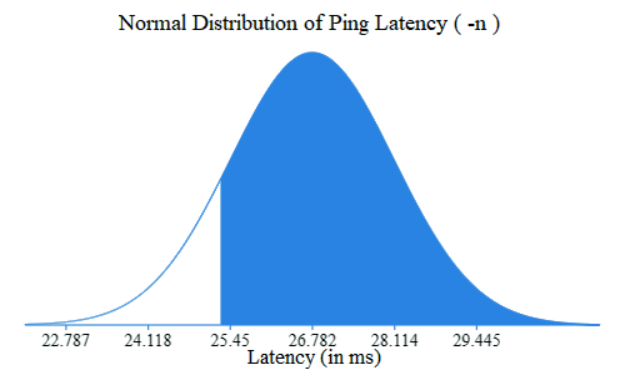 Normal Distribution of Ping Latency ( -n )
22.787 24.118 25.45 26.782 28.114 29.445
Latency (in ms)